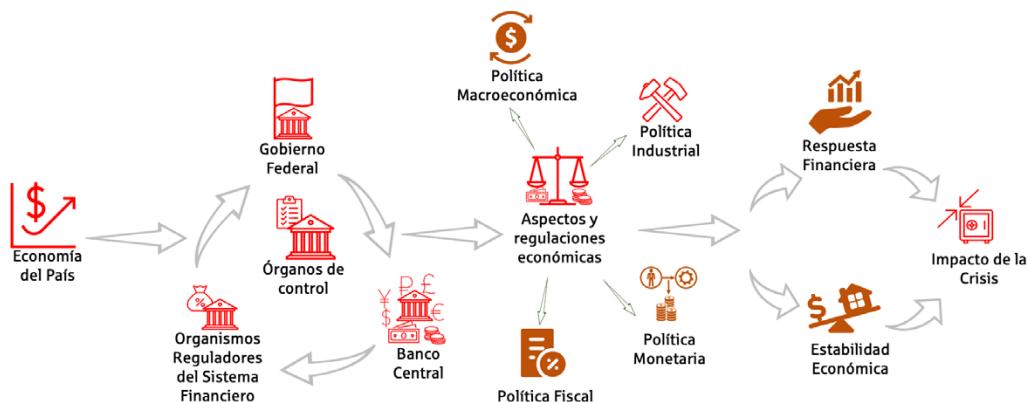 Política
Macroeconómica
Gobierno
Federal
Política
Industrial
Respuesta
Financiera
Economía
del País
Órganos de
control
Aspectos y
regulaciones
económicas
Impacto de la
Crisis
Organismos
Reguladores
del Sistema
Financiero
¥ ₽ £
$ €
Banco
Central
Política
Monetaria
Política Fiscal
Estabilidad
Económica